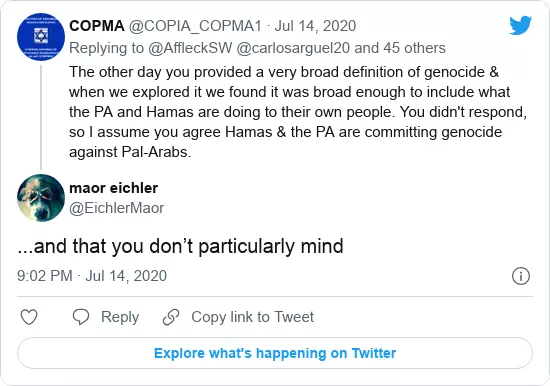 COPMA @COPIA_COPMA1 · Jul 14, 2020
Replying to @AffleckSW @carlosarguel20 and 45 others
The other day you provided a very broad definition of genocide &
when we explored it we found it was broad enough to include what
the PA and Hamas are doing to their own people. You didn't respond,
so I assume you agree Hamas & the PA are committing genocide
against Pal-Arabs.
maor eichler
@EichlerMaor
...and that you don’t particularly mind
9:02 PM · Jul 14, 2020
Reply
Copy link to Tweet
Explore what's happening on Twitter